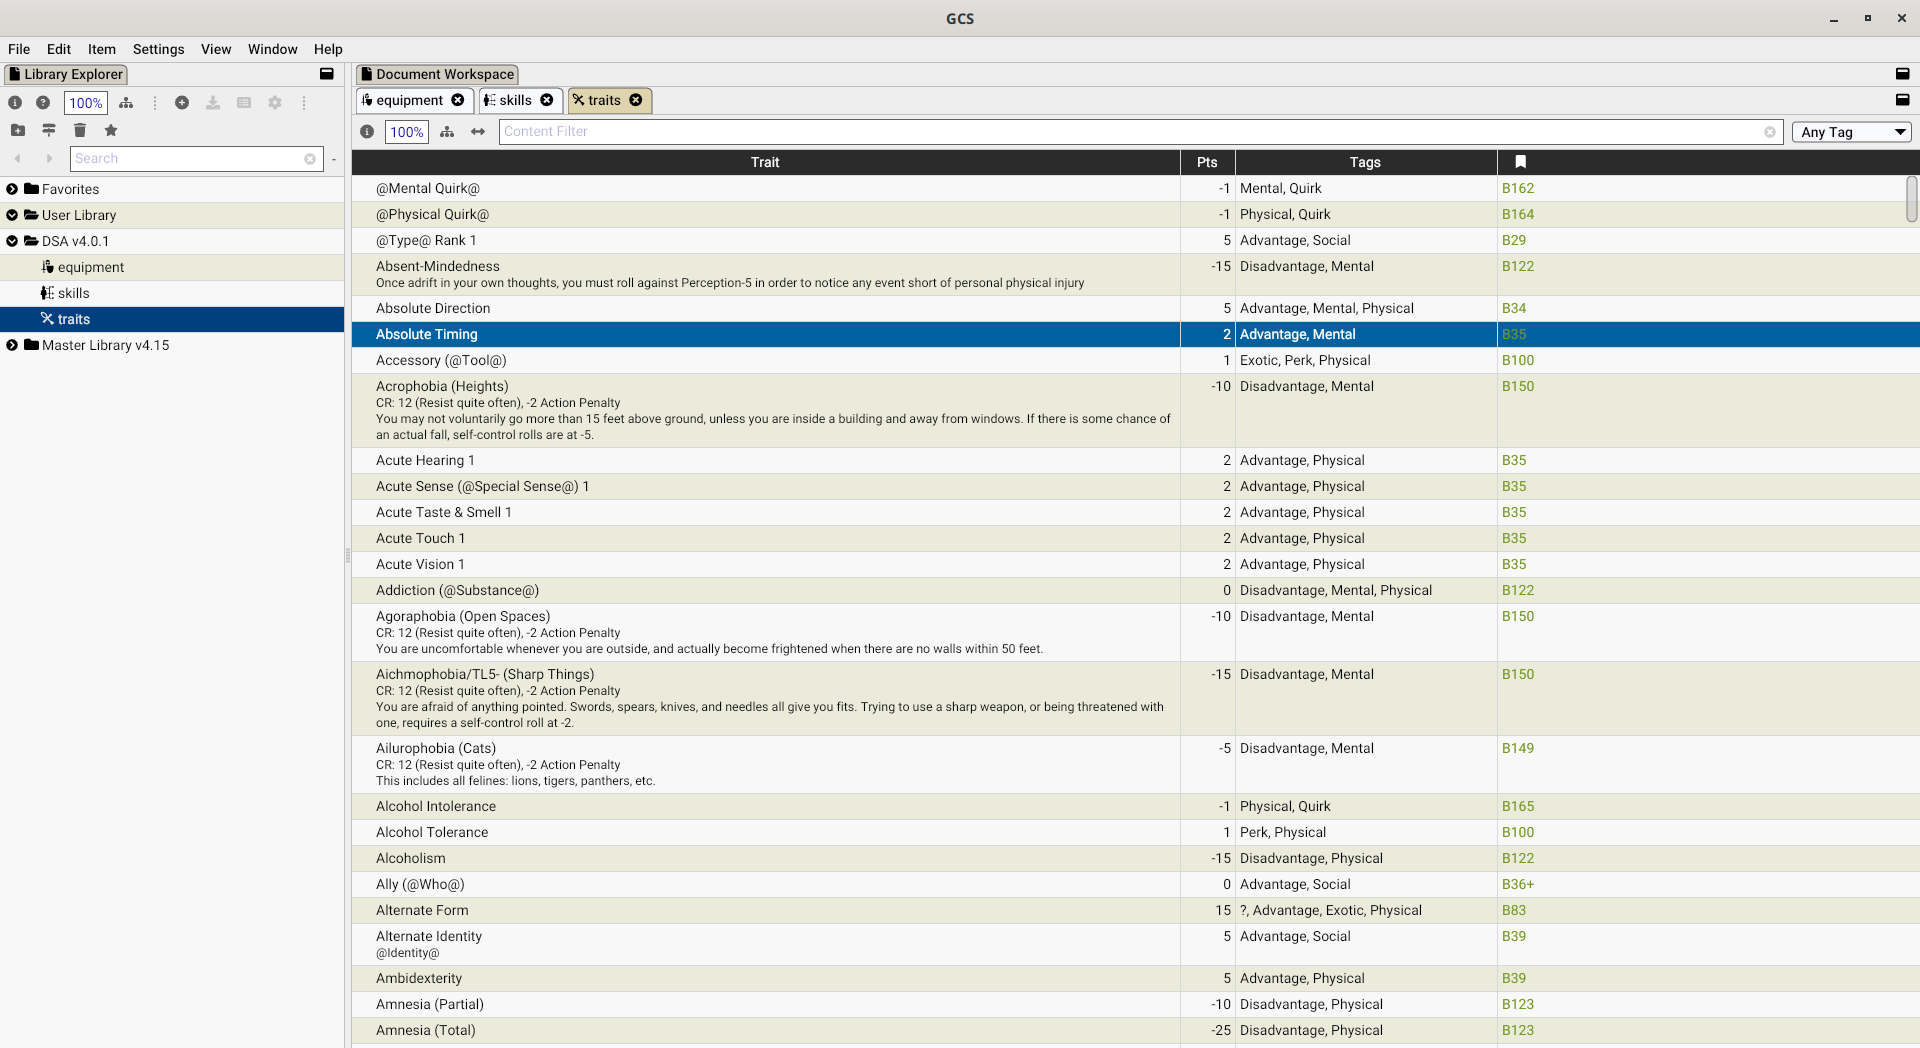 GCS
File Edit Item Settings View Window Help
Library Explorer
Document Workspace
100%
Search
-
Favorites
User Library
DSA v4.0.1
equipment
skills
traits
Master Library v4.15
equipment skills traits
100% Content Filter Any Tag
Trait Pts Tags
@Mental Quirk@ -1 Mental, Quirk B162
@Physical Quirk@ -1 Physical, Quirk B164
@Type@ Rank 1 5 Advantage, Social B29
Absent-Mindedness -15 Disadvantage, Mental B122
Once adrift in your own thoughts, you must roll against Perception-5 in order to notice any event short of personal physical injury
Absolute Direction 5 Advantage, Mental, Physical B34
Absolute Timing 2 Advantage, Mental B35
Accessory (@Tool@) 1 Exotic, Perk, Physical B100
Acrophobia (Heights) -10 Disadvantage, Mental B150
CR: 12 (Resist quite often), -2 Action Penalty
You may not voluntarily go more than 15 feet above ground, unless you are inside a building and away from windows. If there is some chance of
an actual fall, self-control rolls are at -5.
Acute Hearing 1 2 Advantage, Physical B35
Acute Sense (@Special Sense@) 1 2 Advantage, Physical B35
Acute Taste & Smell 1 2 Advantage, Physical B35
Acute Touch 1 2 Advantage, Physical B35
Acute Vision 1 2 Advantage, Physical B35
Addiction (@Substance@) 0 Disadvantage, Mental, Physical B122
Agoraphobia (Open Spaces) -10 Disadvantage, Mental B150
CR: 12 (Resist quite often), -2 Action Penalty
You are uncomfortable whenever you are outside, and actually become frightened when there are no walls within 50 feet.
Aichmophobia/TL5- (Sharp Things) -15 Disadvantage, Mental B150
CR: 12 (Resist quite often), -2 Action Penalty
You are afraid of anything pointed. Swords, spears, knives, and needles all give you fits. Trying to use a sharp weapon, or being threatened with
one, requires a self-control roll at -2.
Ailurophobia (Cats) -5 Disadvantage, Mental B149
CR: 12 (Resist quite often), -2 Action Penalty
This includes all felines: lions, tigers, panthers, etc.
Alcohol Intolerance -1 Physical, Quirk B165
Alcohol Tolerance 1 Perk, Physical B100
Alcoholism -15 Disadvantage, Physical B122
Ally (@Who@) 0 Advantage, Social B36+
Alternate Form 15 ?, Advantage, Exotic, Physical B83
Alternate Identity 5 Advantage, Social B39
@Identity@
Ambidexterity 5 Advantage, Physical B39
Amnesia (Partial) -10 Disadvantage, Physical B123
Amnesia (Total) -25 Disadvantage, Physical B123